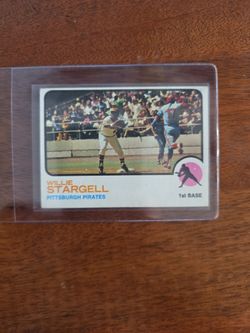 WILLIE
STARGELL
PITTSBURGH PIRATES
1st BASE